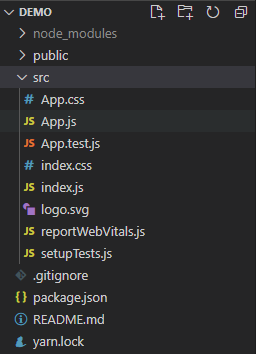 DEMO
node_modules
public
src
# App.css
JS App.js
JS App.test.js
# index.css
JS index.js
logo.svg
JS reportWebVitals.js
JS setupTests.js
.gitignore
{} package.json
README.md
yarn.lock